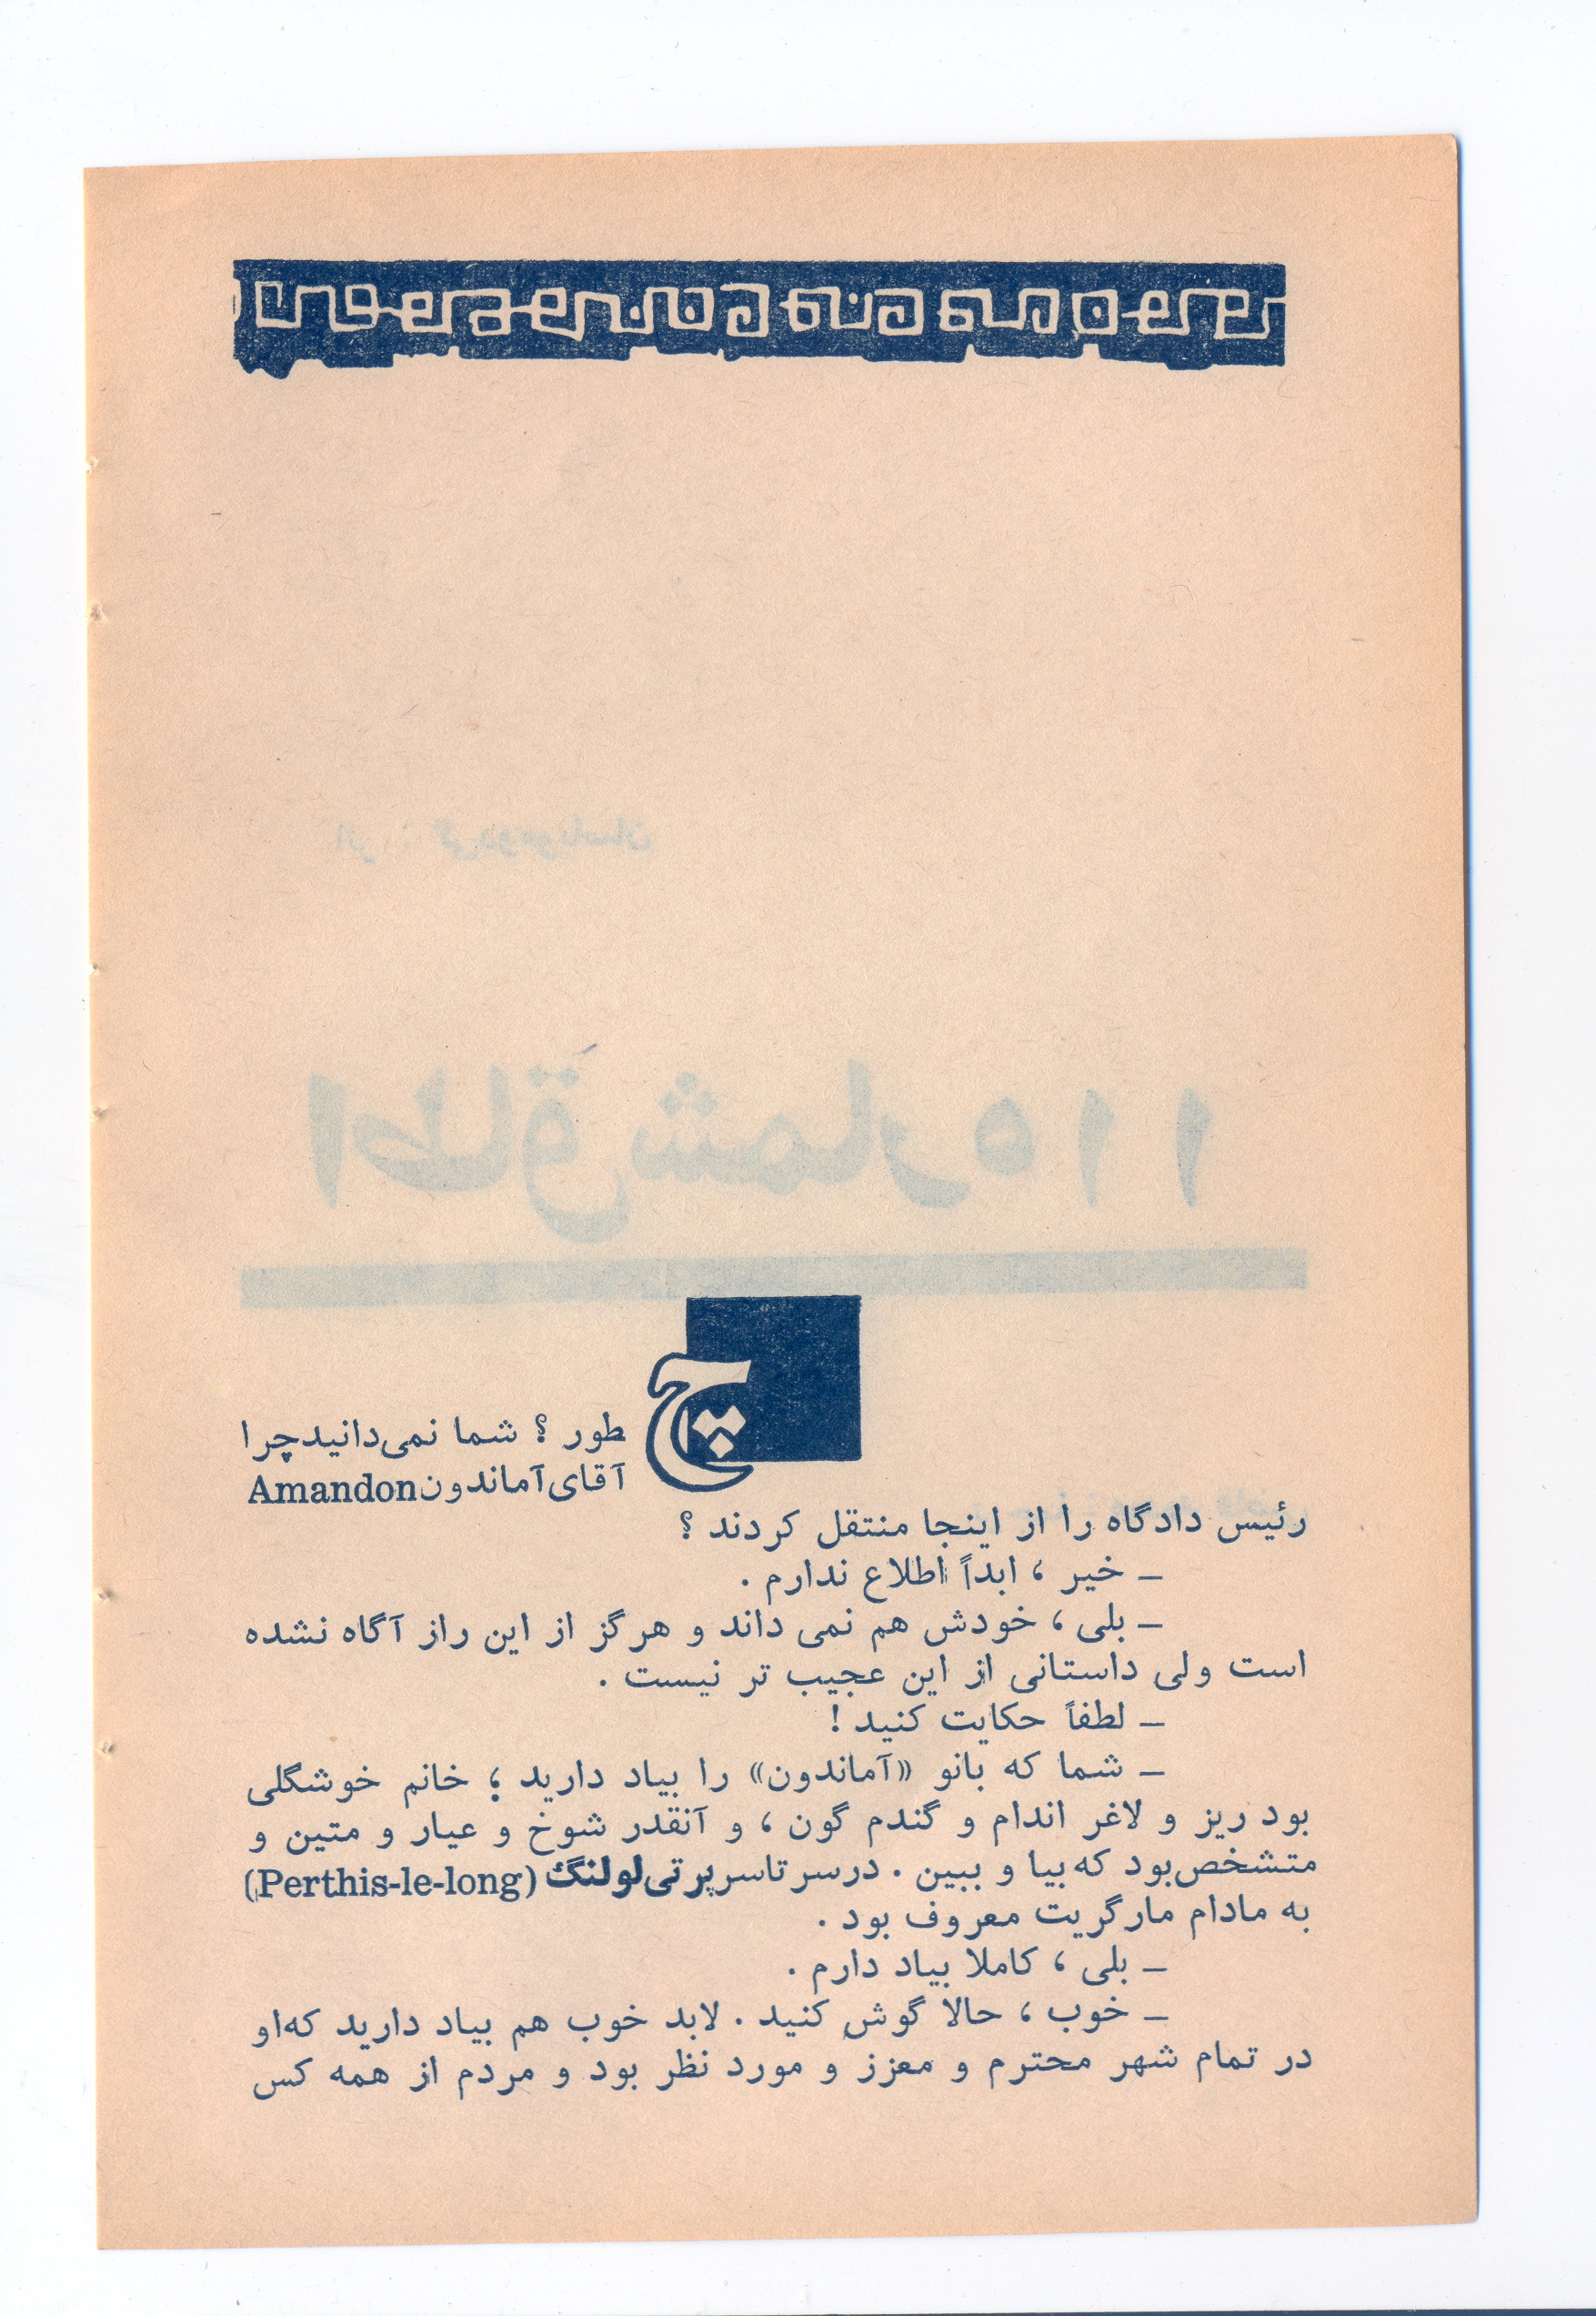 چطور ؟ شما نمی‌دانید چرا
آقای آماندون Amandon
رئیس دادگاه را از اینجا منتقل کردند ؟
ـ خیر ، ابداً اطلاع ندارم .
ـ بلی ، خودش هم نمی داند و هرگز از این راز آگاه نشده
است ولی داستانی از این عجیب تر نیست .
ـ لطفاً حکایت کنید !
ـ شما که بانو «آماندون» را بیاد دارید ؛ خانم خوشگلی
بود ریز و لاغر اندام و گندم گون ، و آنقدر شوخ و عیار و متین و
متشخص بود که بیا و ببین . در سرتاسر پرتی لولنگ (Perthis-le-long)
به مادام مارگریت معروف بود .
ـ بلی ، کاملا بیاد دارم .
ـ خوب ، حالا گوش کنید . لابد خوب هم بیاد دارید که او
در تمام شهر محترم و معزز و مورد نظر بود و مردم از همه کس